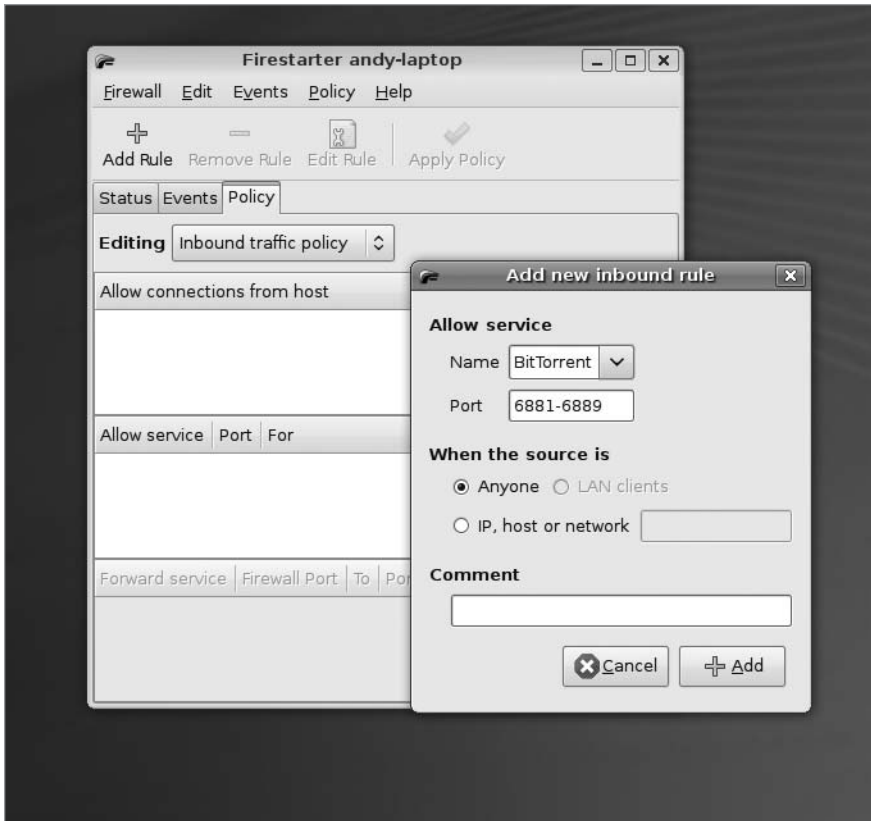 Firestarter andy-laptop
Firewall Edit Events Policy Help
Add Rule Remove Rule Edit Rule Apply Policy
Status Events Policy
Editing Inbound traffic policy
Allow connections from host
Allow service Port For
Forward service Firewall Port To
Add new inbound rule
Allow service
Name BitTorrent
Port 6881-6889
When the source is
Anyone LAN clients
IP, host or network
Comment
Cancel Add